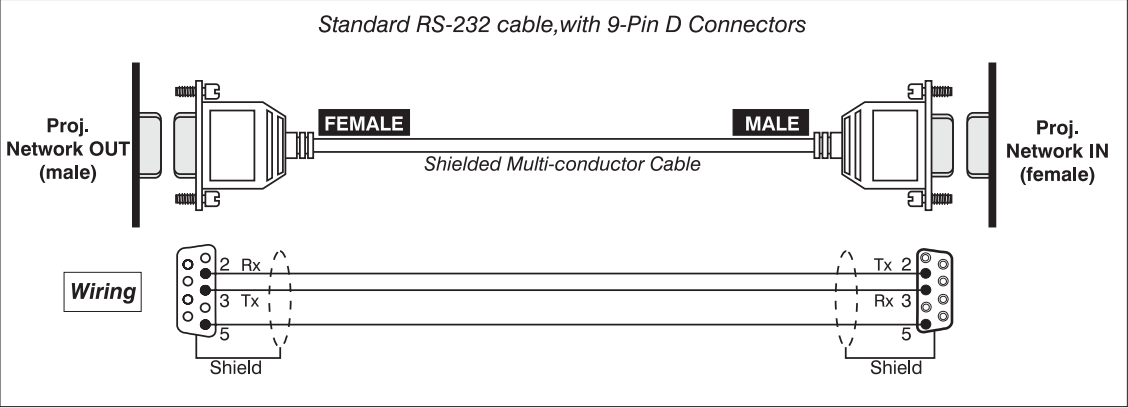 Standard RS-232 cable,with 9-Pin D Connectors
Proj.
Network OUT
(male)
FEMALE
MALE
Shielded Multi-conductor Cable
Proj.
Network IN
(female)
Wiring
2 Rx
Tx 2
3 Tx
Rx 3
5
5
Shield
Shield